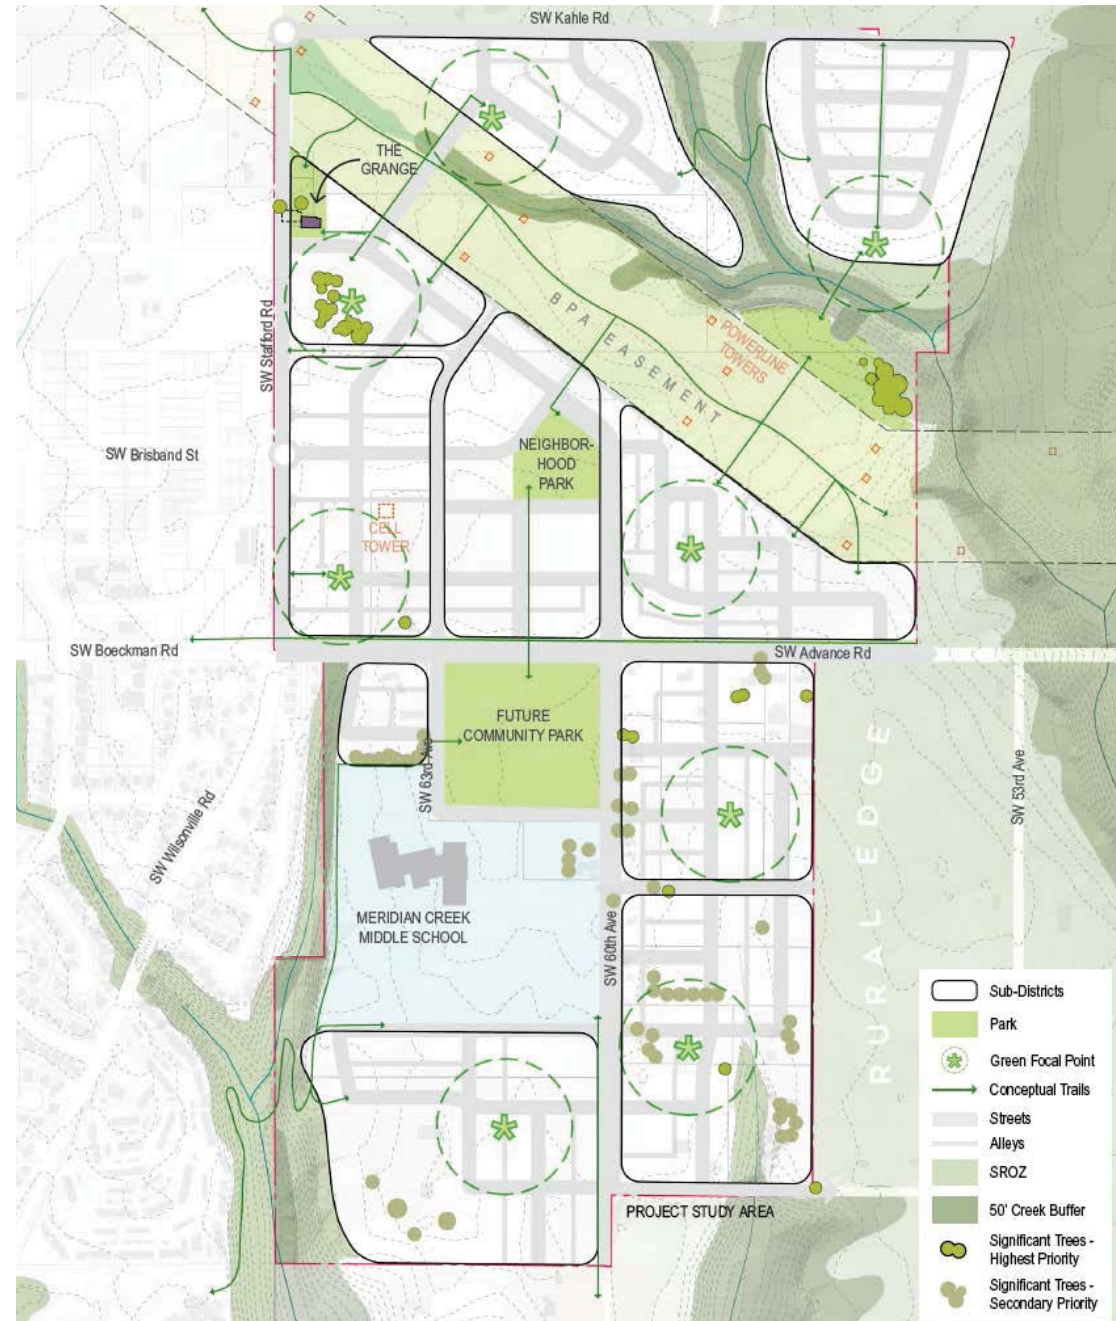 SW Kahle Rd
THE
GRANGE
SW Stafford Rd
BPA EASEMENT
POWERLINE
TOWERS
SW Brisband St
NEIGHBOR-
HOOD
PARK
CELL
TOWER
SW Boeckman Rd
SW Advance Rd
FUTURE
COMMUNITY PARK
SW 63rd Ave
SW Wilsonville Rd
RURAL EDGE
SW 53rd Ave
MERIDIAN CREEK
MIDDLE SCHOOL
SW 60th Ave
PROJECT STUDY AREA
Sub-Districts
Park
Green Focal Point
Conceptual Trails
Streets
Alleys
SROZ
50' Creek Buffer
Significant Trees -
Highest Priority
Significant Trees -
Secondary Priority